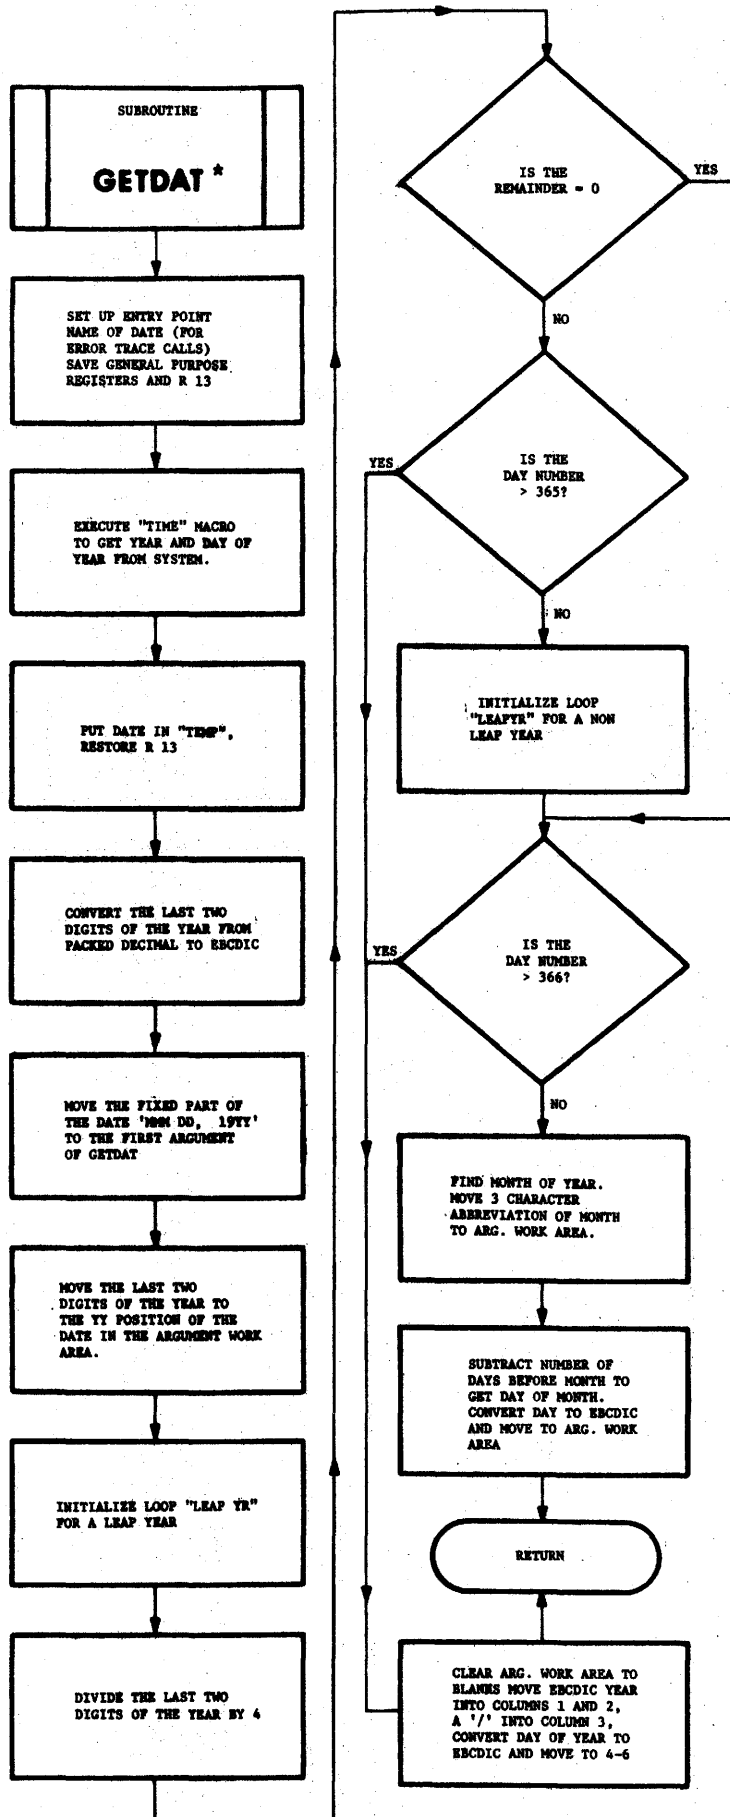 SUBROUTINE
GETDAT *
SET UP ENTRY POINT
NAME OF DATE (FOR
ERROR TRACE CALLS)
SAVE GENERAL PURPOSE
REGISTERS AND R 13
EXECUTE "TIME" MACRO
TO GET YEAR AND DAY OF
YEAR FROM SYSTEM.
PUT DATE IN "TEMP",
RESTORE R 13
CONVERT THE LAST TWO
DIGITS OF THE YEAR FROM
PACKED DECIMAL TO EBCDIC
MOVE THE FIXED PART OF
THE DATE 'MMM DD, 19YY'
TO THE FIRST ARGUMENT
OF GETDAT
MOVE THE LAST TWO
DIGITS OF THE YEAR TO
THE YY POSITION OF THE
DATE IN THE ARGUMENT WORK
AREA.
INITIALIZE LOOP "LEAP YR"
FOR A LEAP YEAR
DIVIDE THE LAST TWO
DIGITS OF THE YEAR BY 4
IS THE
REMAINDER = 0
YES
NO
IS THE
DAY NUMBER
> 365?
YES
NO
INITIALIZE LOOP
"LEAPYR" FOR A NON
LEAP YEAR
IS THE
DAY NUMBER
> 366?
YES
NO
FIND MONTH OF YEAR.
MOVE 3 CHARACTER
ABBREVIATION OF MONTH
TO ARG. WORK AREA.
SUBTRACT NUMBER OF
DAYS BEFORE MONTH TO
GET DAY OF MONTH.
CONVERT DAY TO EBCDIC
AND MOVE TO ARG. WORK
AREA
RETURN
CLEAR ARG. WORK AREA TO
BLANKS MOVE EBCDIC YEAR
INTO COLUMNS 1 AND 2,
A '/' INTO COLUMN 3,
CONVERT DAY OF YEAR TO
EBCDIC AND MOVE TO 4-6